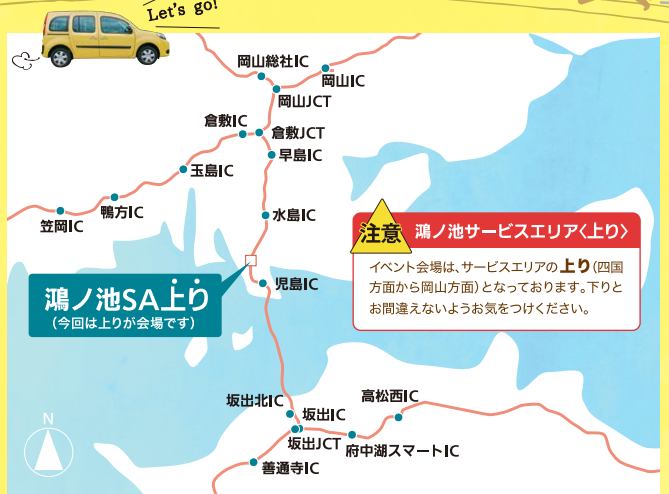 Let's go!
岡山総社IC
岡山IC
岡山JCT
倉敷IC
倉敷JCT
早島IC
玉島IC
鴨方IC
笠岡IC
水島IC
注意
鴻ノ池サービスエリア〈上り〉
イベント会場は、サービスエリアの上り(四国
方面から岡山方面)となっております。下りと
お間違えないようお気をつけください。
鴻ノ池SA上り
(今回は上りが会場です)
児島IC
坂出北IC
坂出IC
高松西IC
坂出JCT
府中湖スマートIC
善通寺IC
N